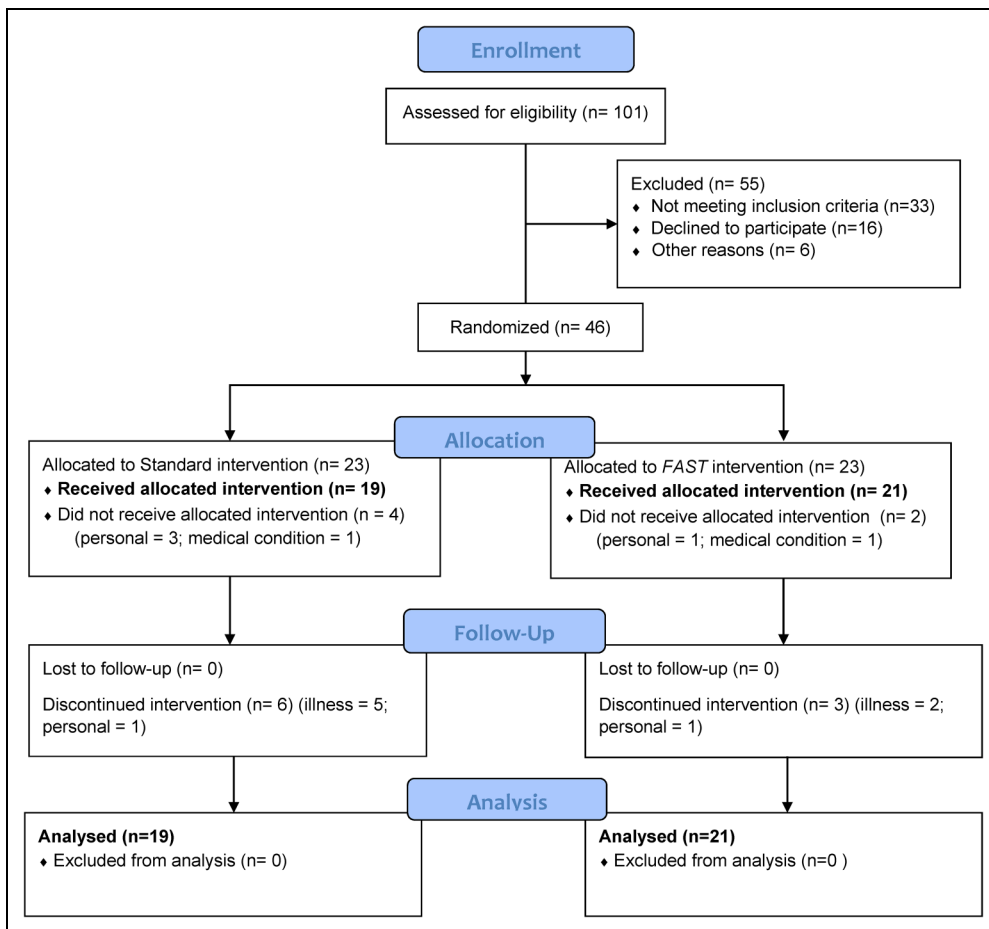 Enrollment
Assessed for eligibility (n= 101)
Excluded (n= 55)
♦ Not meeting inclusion criteria (n=33)
♦ Declined to participate (n=16)
♦ Other reasons (n= 6)
Randomized (n= 46)
Allocation
Allocated to Standard intervention (n= 23)
♦ Received allocated intervention (n= 19)
♦ Did not receive allocated intervention (n = 4)
(personal = 3; medical condition = 1)
Allocated to FAST intervention (n= 23)
♦ Received allocated intervention (n= 21)
♦ Did not receive allocated intervention (n= 2)
(personal = 1; medical condition = 1)
Follow-Up
Lost to follow-up (n= 0)
Discontinued intervention (n= 6) (illness = 5;
personal = 1)
Lost to follow-up (n= 0)
Discontinued intervention (n= 3) (illness = 2;
personal = 1)
Analysis
Analysed (n=19)
♦ Excluded from analysis (n= 0)
Analysed (n=21)
♦ Excluded from analysis (n=0 )